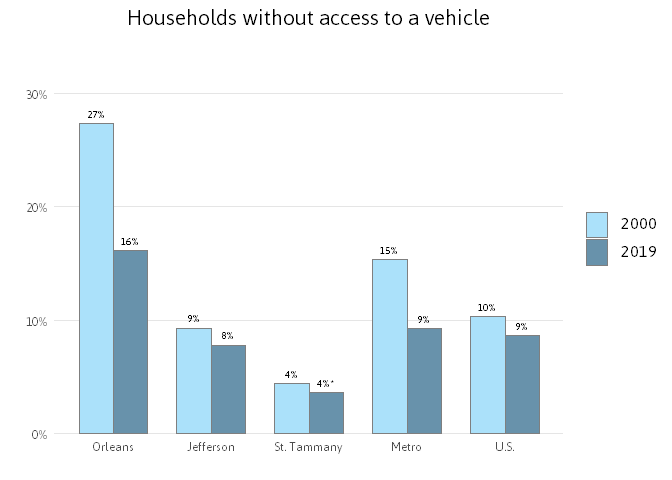 Households without access to a vehicle
30%
20%
10%
0%
27%
16%
9%
8%
4%
4%*
15%
9%
10%
9%
Orleans
Jefferson
St. Tammany
Metro
U.S.
2000
2019